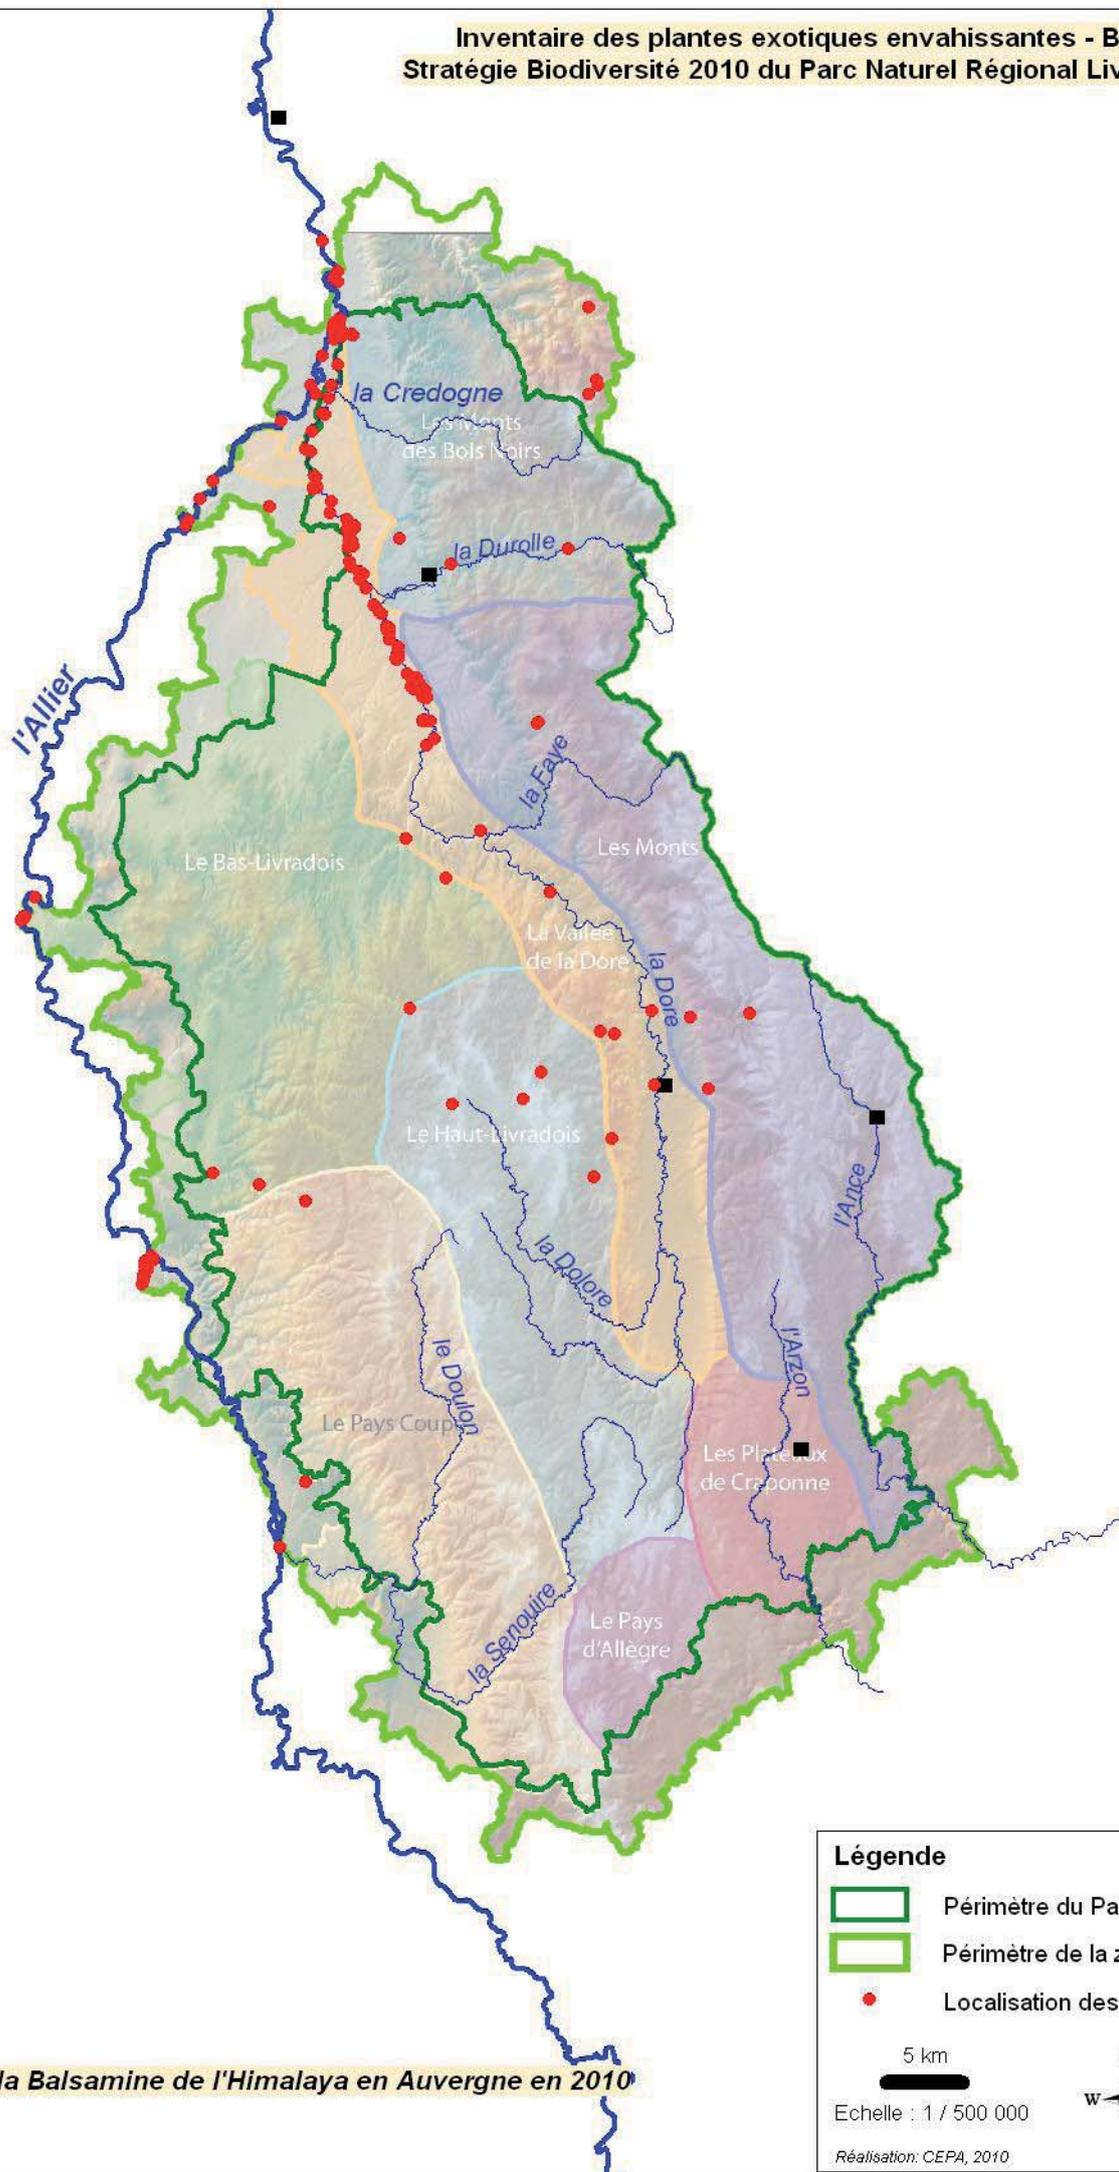 Inventaire des plantes exotiques envahissantes - B
Stratégie Biodiversité 2010 du Parc Naturel Régional Liv
la Credogne
Les Monts
des Bois Noirs
la Durolle
l'Allier
la Faye
Les Monts
Le Bas-Livradois
La Vallée
de la Dore
la Dore
Le Haut-Livradois
l'Ance
la Dolore
l'Arzon
le Doulon
Le Pays Coupé
Les Plateaux
de Craponne
Le Pays
d'Allègre
la Senouire
Légende
Périmètre du Pa
Périmètre de la z
Localisation des
5 km
W
Echelle : 1 / 500 000
Réalisation: CEPA, 2010
la Balsamine de l'Himalaya en Auvergne en 2010